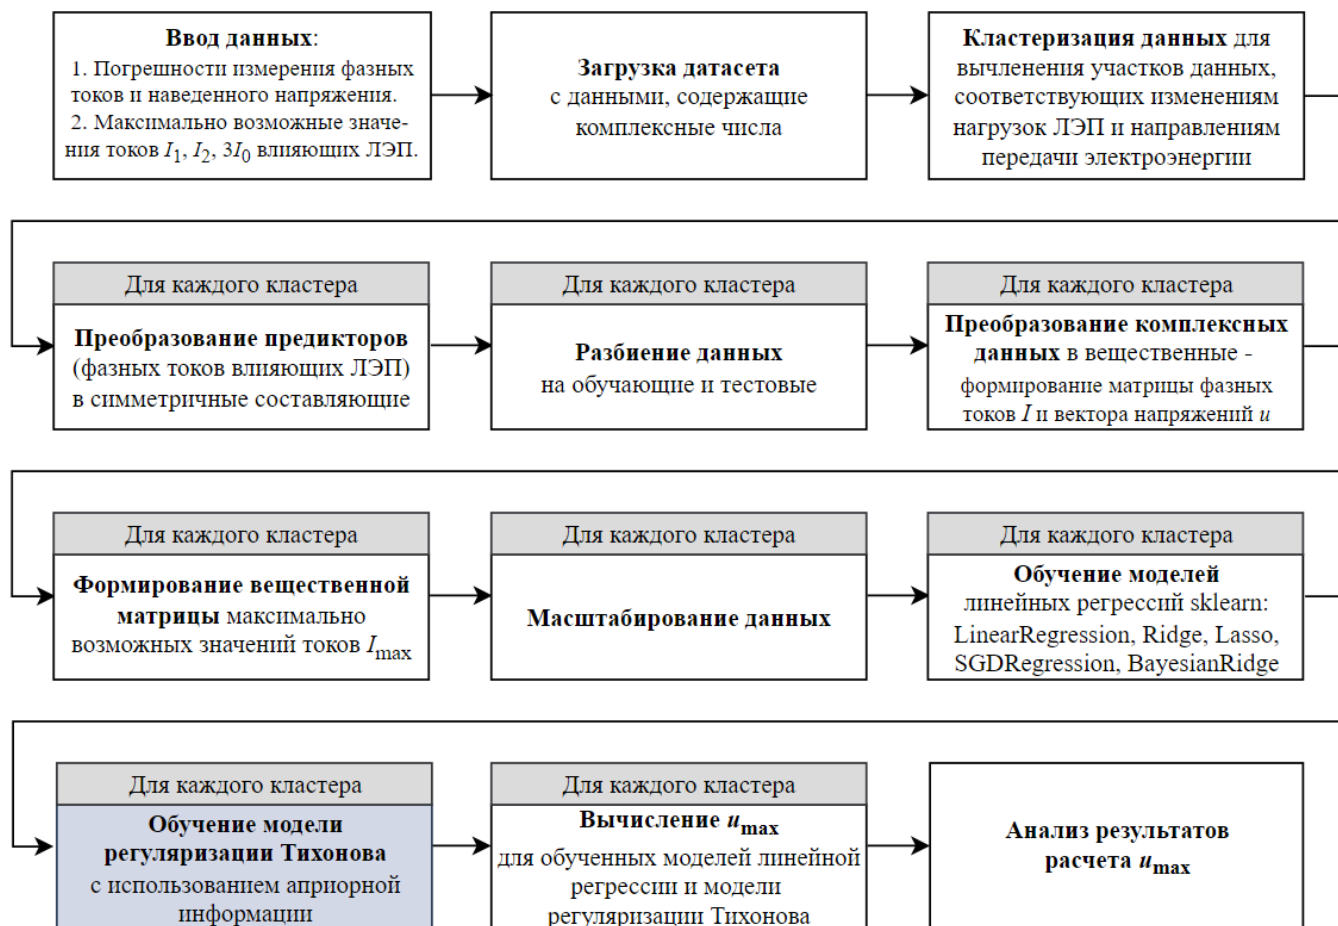 Ввод данных:
1. Погрешности измерения фазных
токов и наведенного напряжения.
2. Максимально возможные значе-
ния токов I1, I2, 3I0 влияющих ЛЭП.
Загрузка датасета
с данными, содержащие
комплексные числа
Кластеризация данных для
вычленения участков данных,
соответствующих изменениям
нагрузок ЛЭП и направлениям
передачи электроэнергии
Для каждого кластера
Преобразование предикторов
(фазных токов влияющих ЛЭП)
в симметричные составляющие
Для каждого кластера
Разбиение данных
на обучающие и тестовые
Для каждого кластера
Преобразование комплексных
данных в вещественные -
формирование матрицы фазных
токов I и вектора напряжений u
Для каждого кластера
Формирование вещественной
матрицы максимально
возможных значений токов Imax
Для каждого кластера
Масштабирование данных
Для каждого кластера
Обучение моделей
линейных регрессий sklearn:
LinearRegression, Ridge, Lasso,
SGDRegression, BayesianRidge
Для каждого кластера
Обучение модели
регуляризации Тихонова
с использованием априорной
информации
Для каждого кластера
Вычисление umax
для обученных моделей линейной
регрессии и модели
регуляризации Тихонова
Анализ результатов
расчета umax